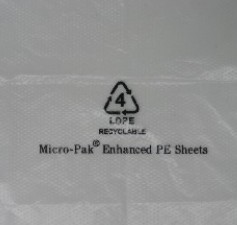 4
LDPE
RECYCLABLE
Micro-Pak® Enhanced PE Sheets